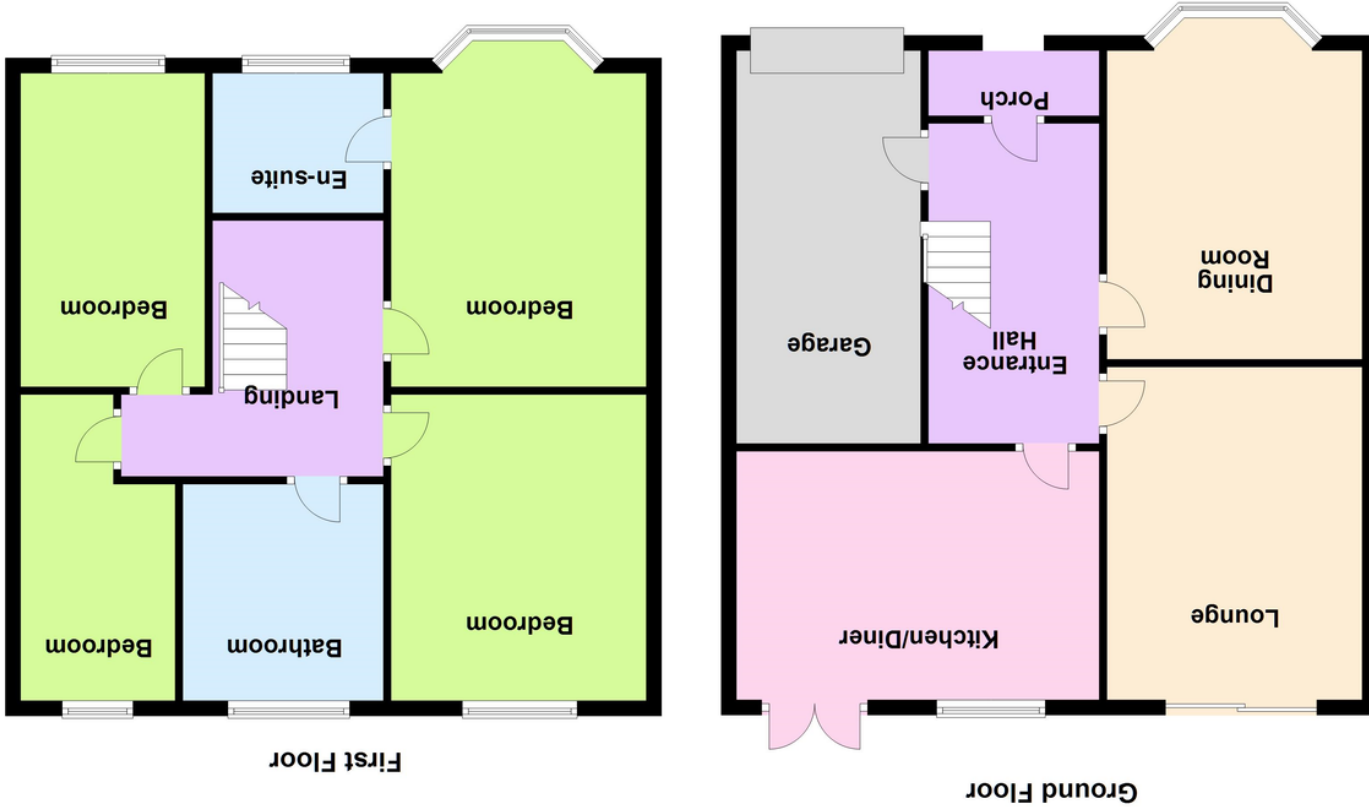 Ground Floor
Lounge
Kitchen/Diner
Entrance
Hall
Garage
Dining
Room
Porch
First Floor
Bedroom
Bathroom
Bedroom
Landing
Bedroom
Bedroom
En-suite